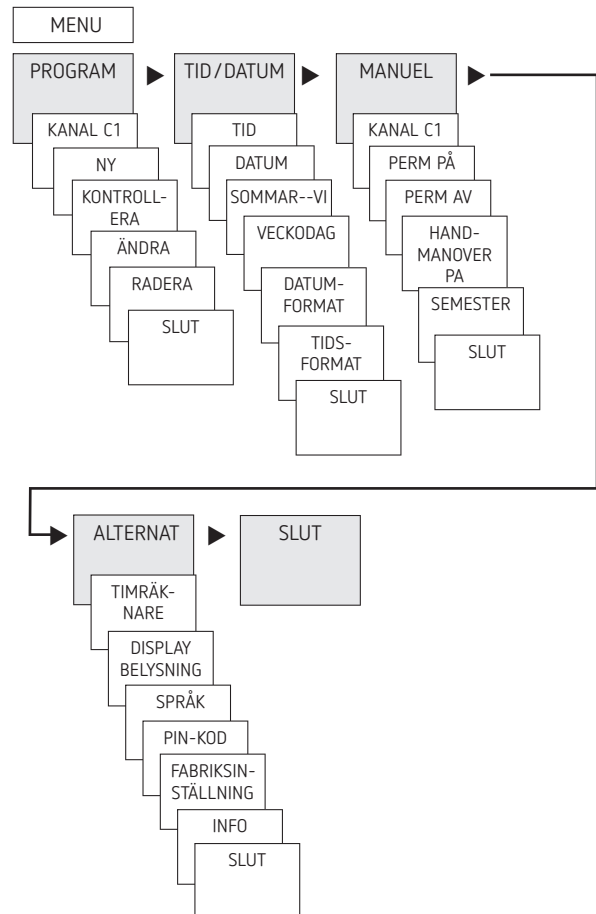 MENU
PROGRAM
KANAL C1
NY
KONTROLL-
ERA
ÄNDRA
RADERA
SLUT
TID/DATUM
TID
DATUM
SOMMAR--VI
VECKODAG
DATUM-
FORMAT
TIDS-
FORMAT
SLUT
MANUEL
KANAL C1
PERM PÅ
PERM AV
HAND-
MANOVER
PA
SEMESTER
SLUT
ALTERNAT
TIMRÄK-
NARE
DISPLAY
BELYSNING
SPRÅK
PIN-KOD
FABRIKSIN-
STÄLLNING
INFO
SLUT
SLUT